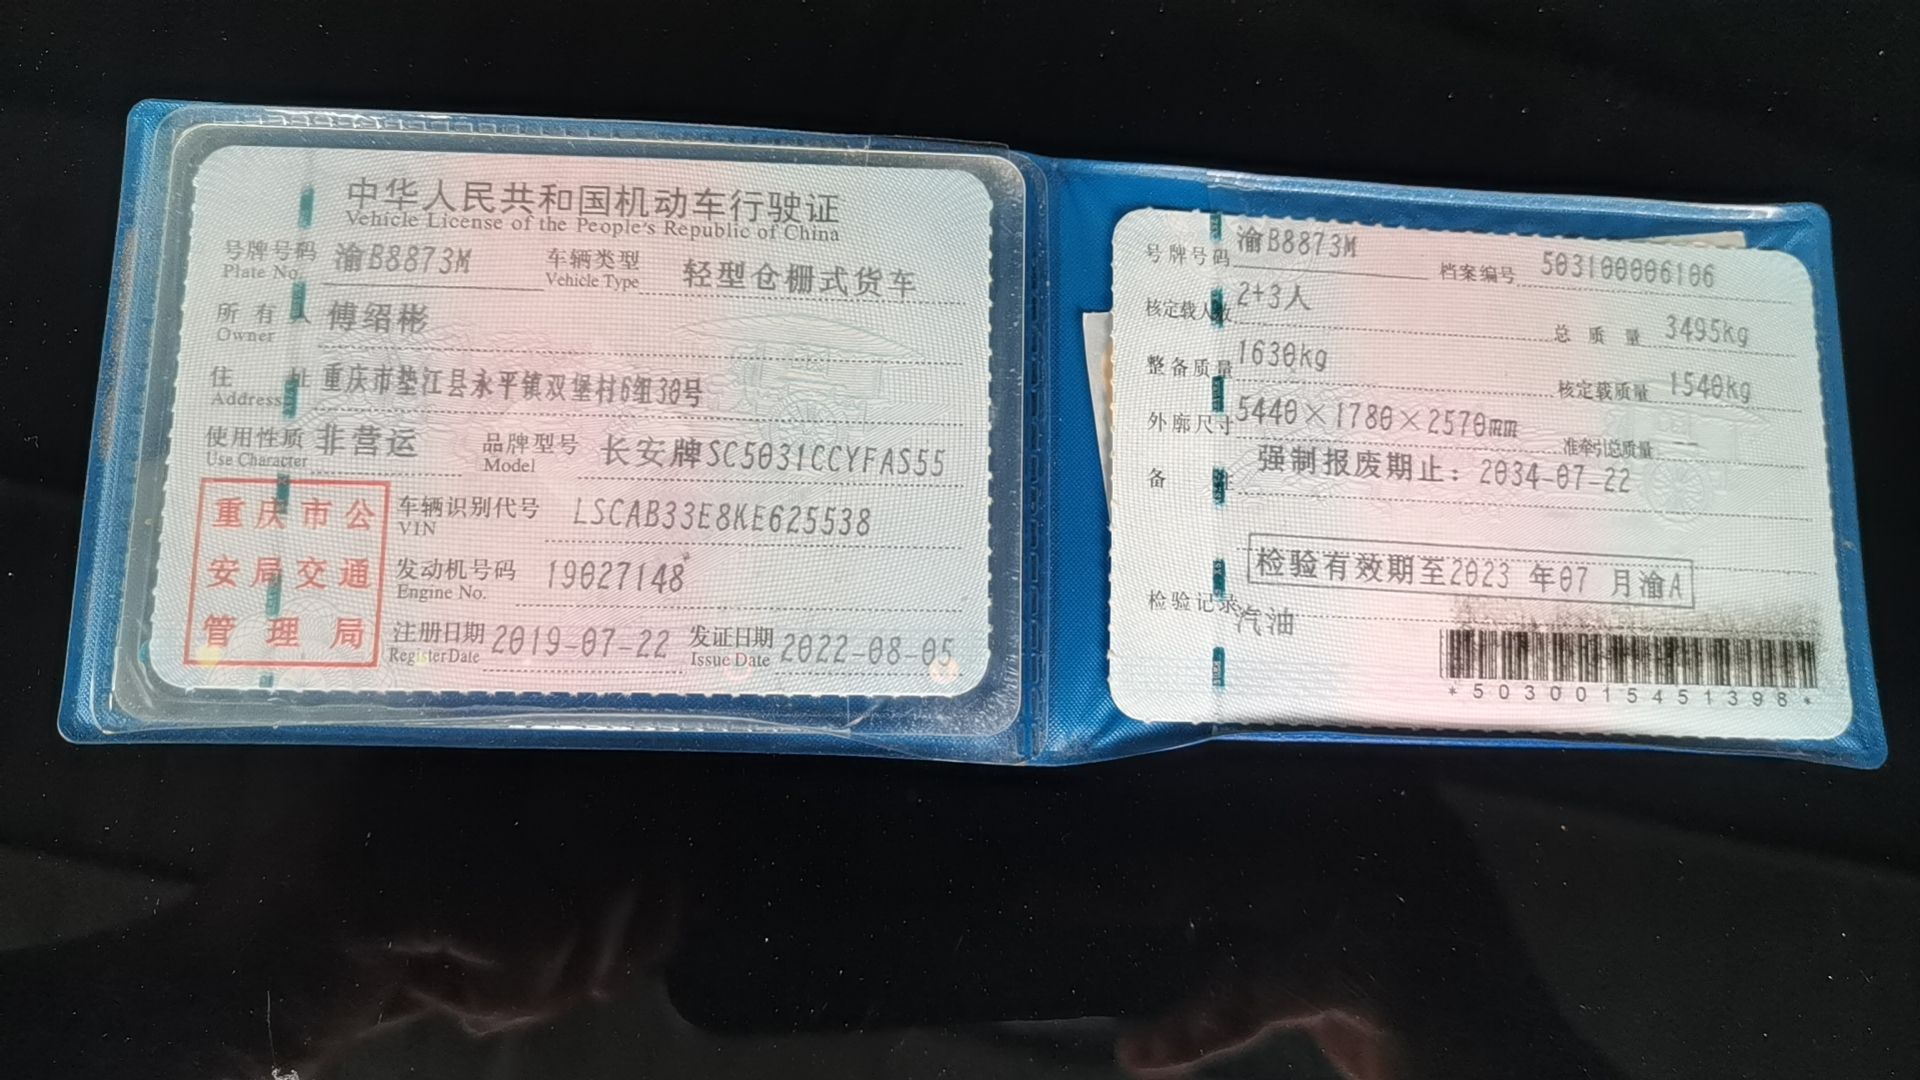 中华人民共和国机动车行驶证
Vehicle License of the People's Republic of China
号牌号码 渝B8873M 车辆类型 轻型仓栅式货车
Plate No. Vehicle Type
所有人 傅绍彬
Owner
住址 重庆市垫江县永平镇双堡村6组30号
Address
使用性质 非营运 品牌型号 长安牌SC5031CCYFAS55
Use Character Model
重庆市公
安局交通
管理局
车辆识别代号 LSCAB33E8KE625538
VIN
发动机号码 19027148
Engine No.
注册日期 2019-07-22 发证日期 2022-08-05
Register Date Issue Date
号牌号码 渝B8873M 档案编号 503100006106
核定载人数 2+3人 总质量 3495kg
整备质量 1630kg 核定载质量 1540kg
外廓尺寸 5440×1780×2570mm 准牵引总质量 --
备注 强制报废期止：2034-07-22
检验有效期至2023 年07 月渝A
检验记录 汽油
*5030015451398*